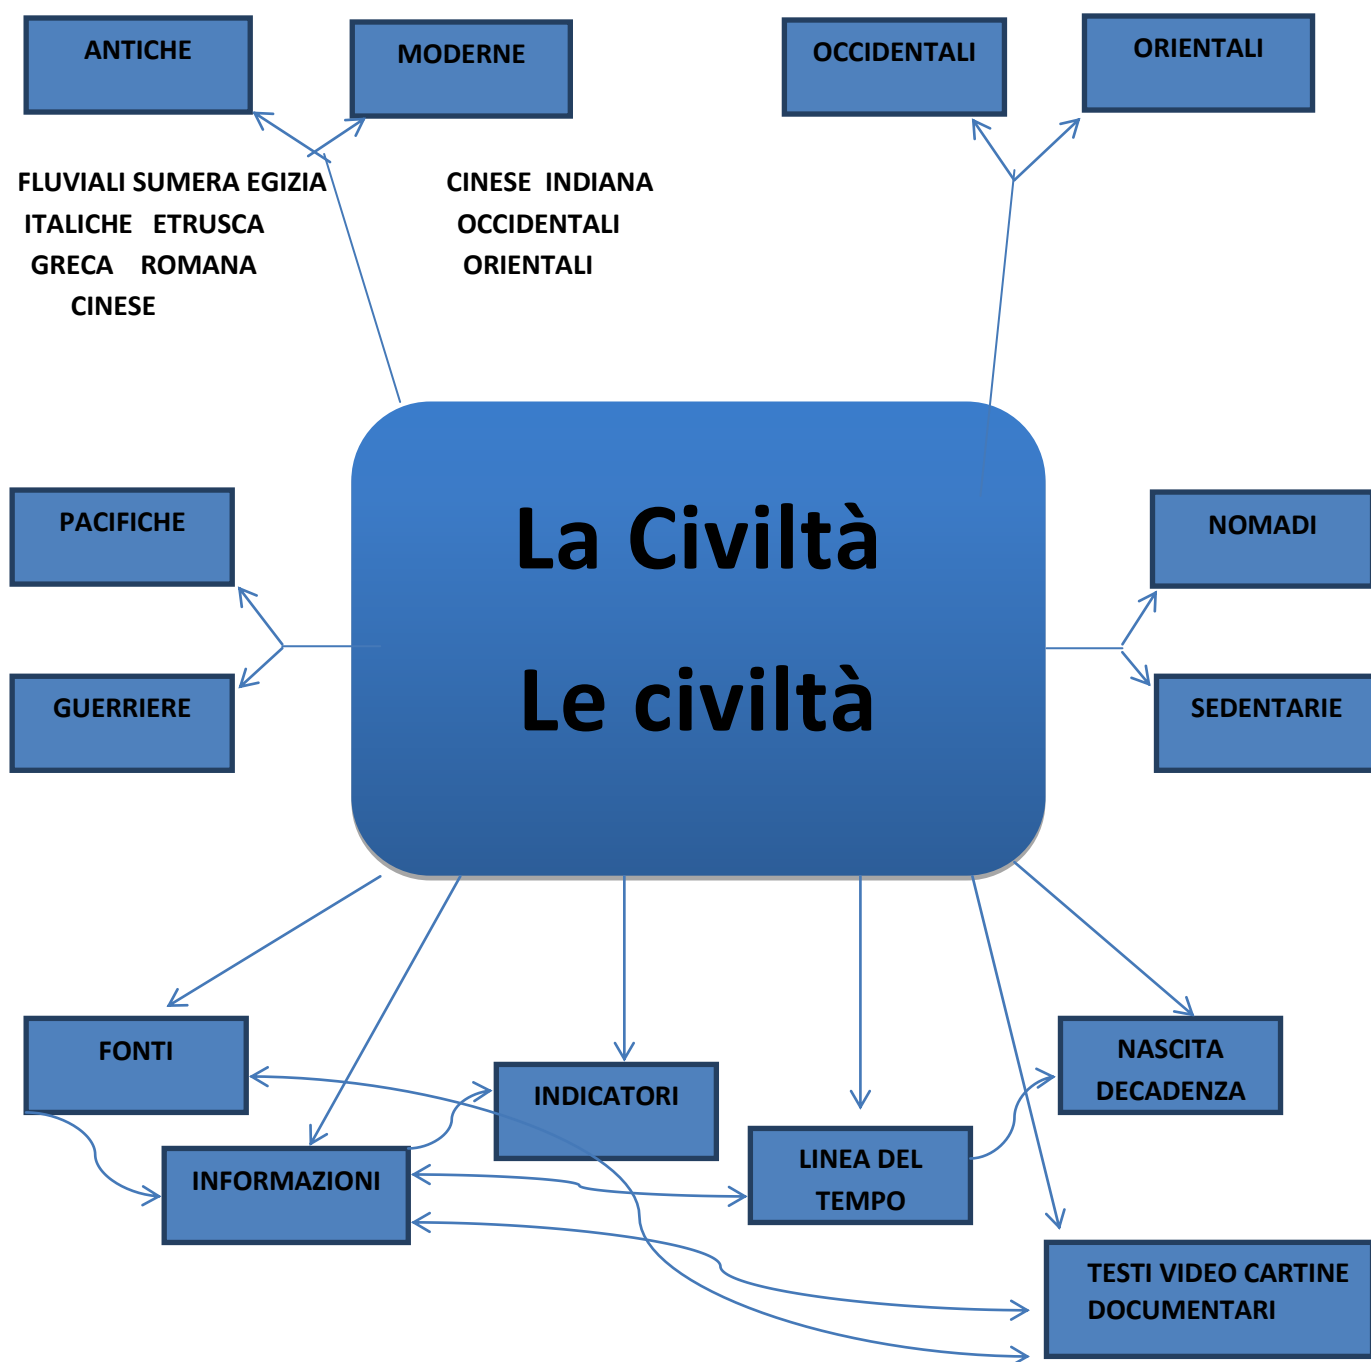 ANTICHE
MODERNE
OCCIDENTALI
ORIENTALI
FLUVIALI SUMERA EGIZIA
ITALICHE ETRUSCA
GRECA ROMANA
CINESE
CINESE INDIANA
OCCIDENTALI
ORIENTALI
La Civiltà
Le civiltà
PACIFICHE
GUERRIERE
NOMADI
SEDENTARIE
FONTI
INFORMAZIONI
INDICATORI
LINEA DEL
TEMPO
NASCITA
DECADENZA
TESTI VIDEO CARTINE
DOCUMENTARI